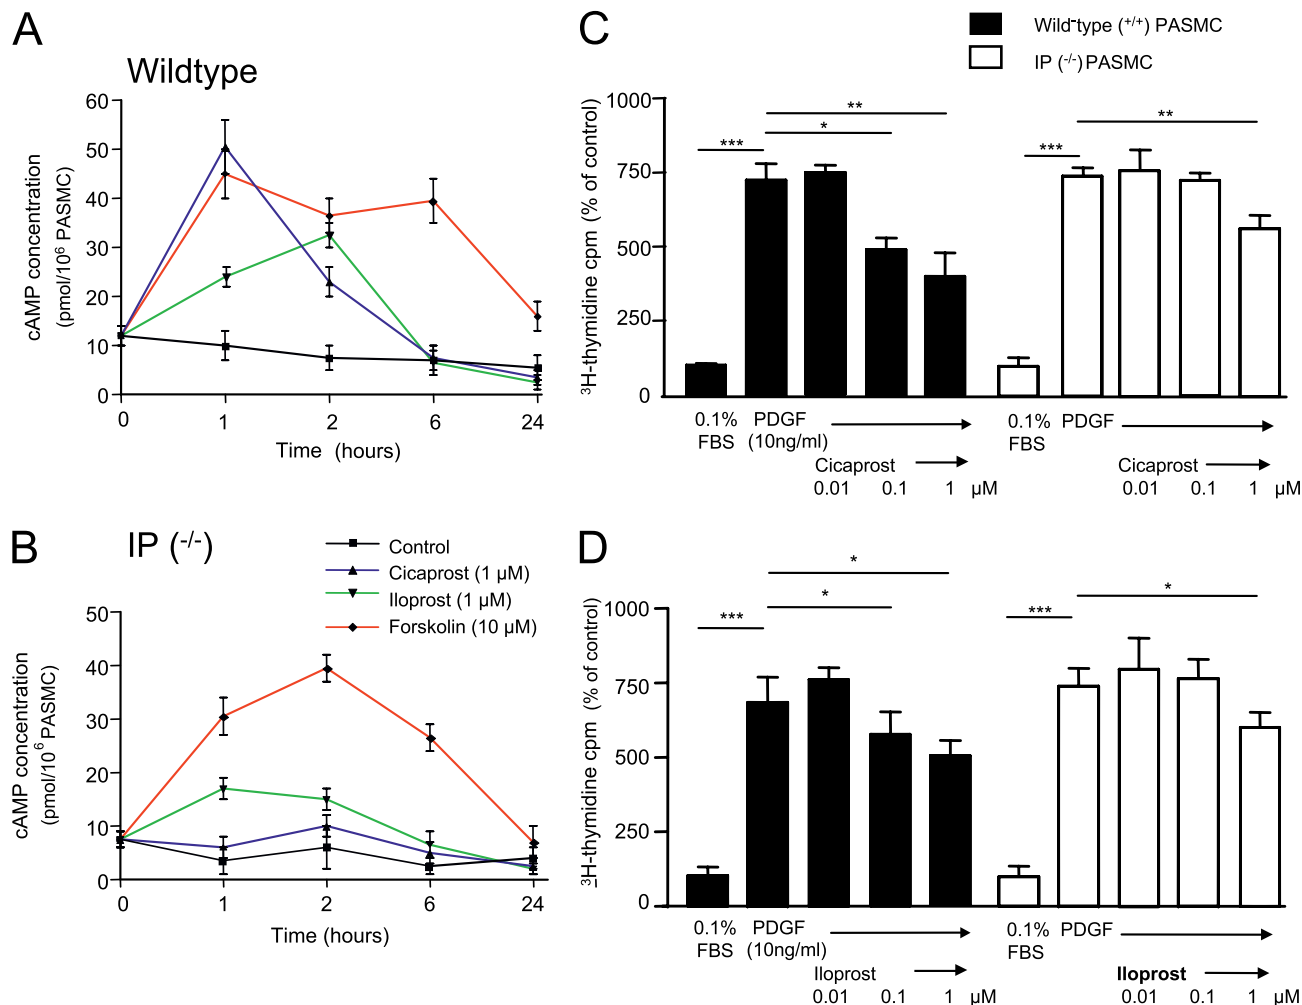 A
Wildtype
cAMP concentration
(pmol/10⁶ PASMC)
60
50
40
30
20
10
0
0 1 2 6 24
Time (hours)
B
IP (-/-)
Control
Cicaprost (1 µM)
Iloprost (1 µM)
Forskolin (10 µM)
cAMP concentration
(pmol/10⁶ PASMC)
50
40
30
20
10
0
0 1 2 6 24
Time (hours)
C
Wild-type (+/+) PASMC
IP (-/-) PASMC
³H-thymidine cpm (% of control)
1000
750
500
250
0
*** * **
*** **
0.1% PDGF 0.1% PDGF
FBS (10ng/ml) FBS
Cicaprost Cicaprost
0.01 0.1 1 µM 0.01 0.1 1 µM
D
³H-thymidine cpm (% of control)
1000
750
500
250
0
*** * *
*** *
0.1% PDGF 0.1% PDGF
FBS (10ng/ml) FBS
Iloprost Iloprost
0.01 0.1 1 µM 0.01 0.1 1 µM